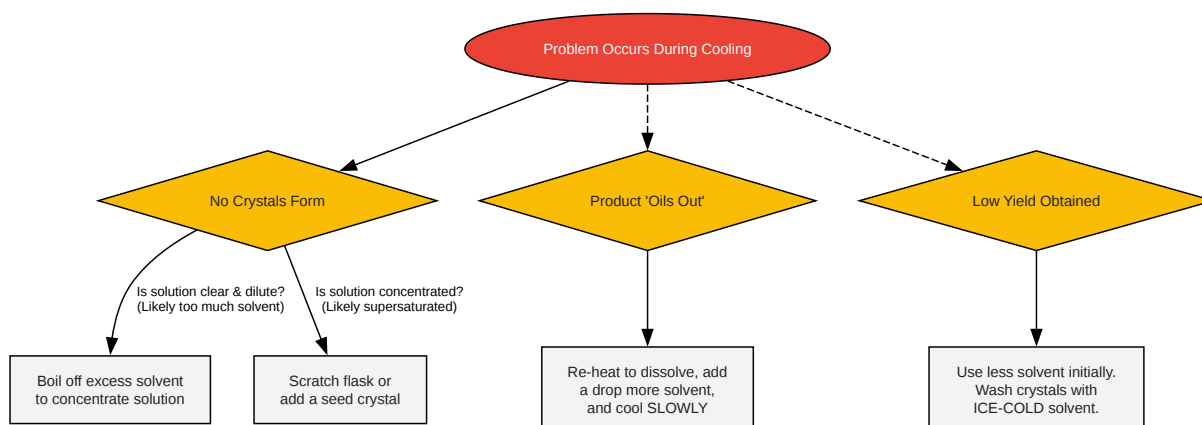 Problem Occurs During Cooling
No Crystals Form
Product 'Oils Out'
Low Yield Obtained
Is solution clear & dilute?
(Likely too much solvent)
Is solution concentrated?
(Likely supersaturated)
Boil off excess solvent
to concentrate solution
Scratch flask or
add a seed crystal
Re-heat to dissolve, add
a drop more solvent,
and cool SLOWLY
Use less solvent initially.
Wash crystals with
ICE-COLD solvent.